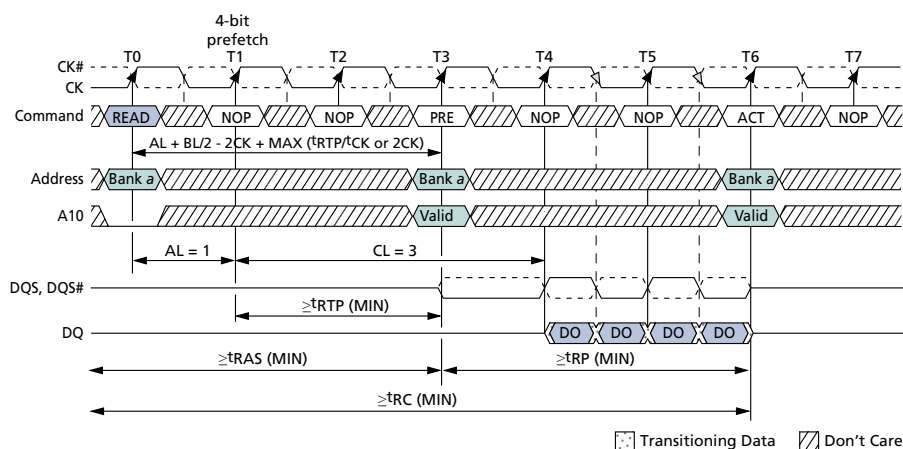 4-bit
prefetch
T0 T1 T2 T3 T4 T5 T6 T7
CK#
CK
Command READ NOP NOP PRE NOP NOP ACT NOP
AL + BL/2 - 2CK + MAX (tRTP/tCK or 2CK)
Address Bank a Bank a Bank a
A10 Valid Valid
AL = 1 CL = 3
DQS, DQS#
≥tRTP (MIN)
DQ DO DO DO DO
≥tRAS (MIN) ≥tRP (MIN)
≥tRC (MIN)
Transitioning Data Don't Care